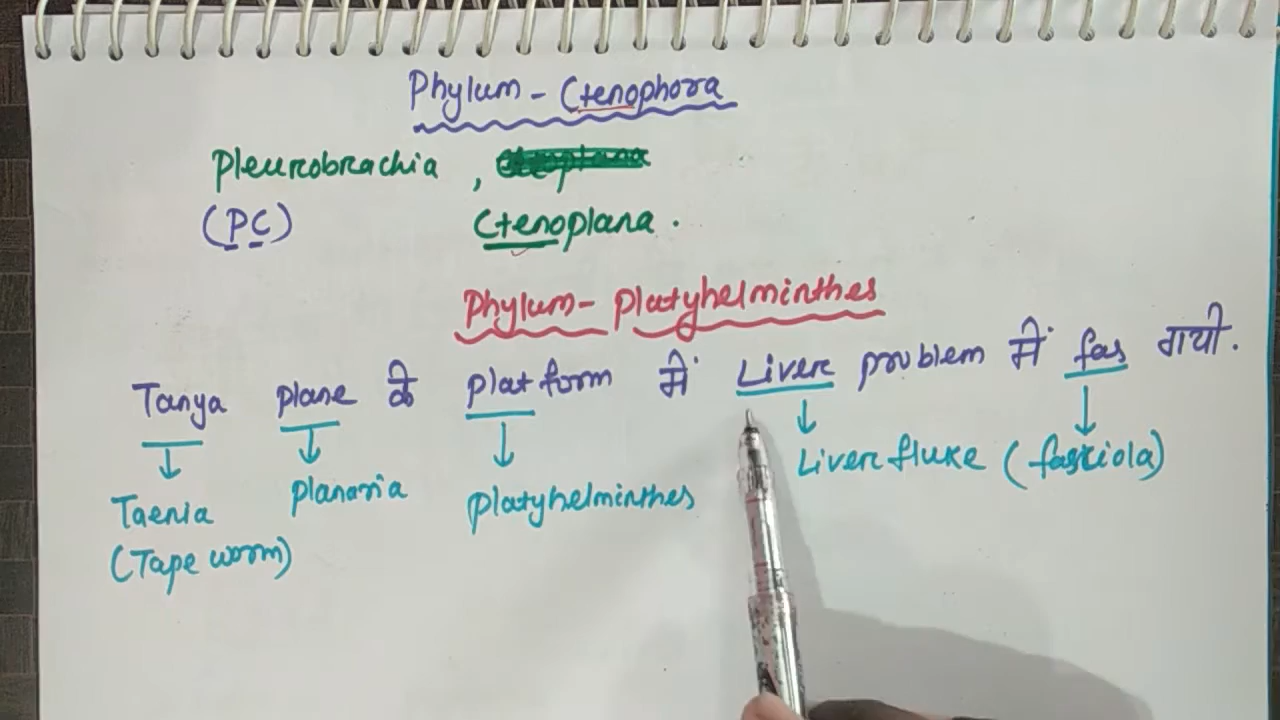 Phylum - Ctenophora
Pleurobrachia ,
(PC) Ctenoplana .
Phylum - Platyhelminthes
Tanya plane के platform में Liver problem में fas गयी.
Taenia planaria Platyhelminthes Liver fluke (fasciola)
(Tape worm)